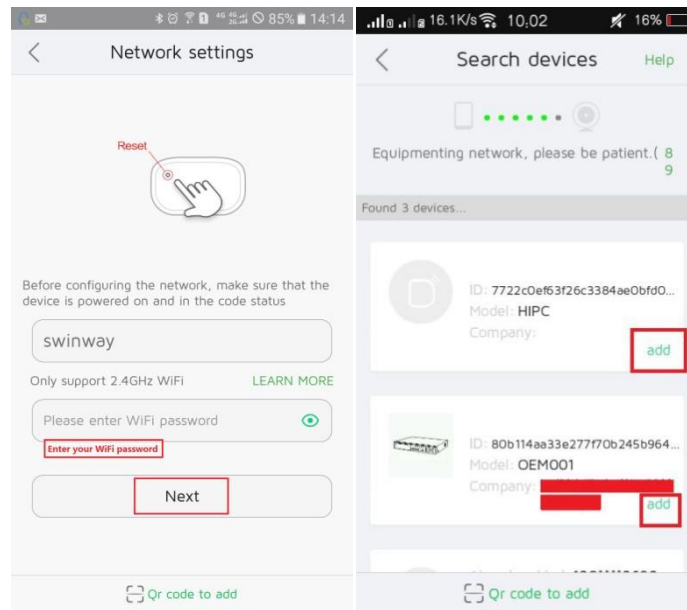 85% 14:14
Network settings
Reset
Before configuring the network, make sure that the
device is powered on and in the code status
swinway
Only support 2.4GHz WiFi LEARN MORE
Please enter WiFi password
Enter your WiFi password
Next
Qr code to add
16.1K/s 10:02 16%
Search devices Help
Equipmenting network, please be patient.( 8
9
Found 3 devices...
ID: 7722c0ef63f26c3384ae0bfd0...
Model: HIPC
Company:
add
ID: 80b114aa33e277f70b245b964...
Model: OEM001
Company:
add
Qr code to add